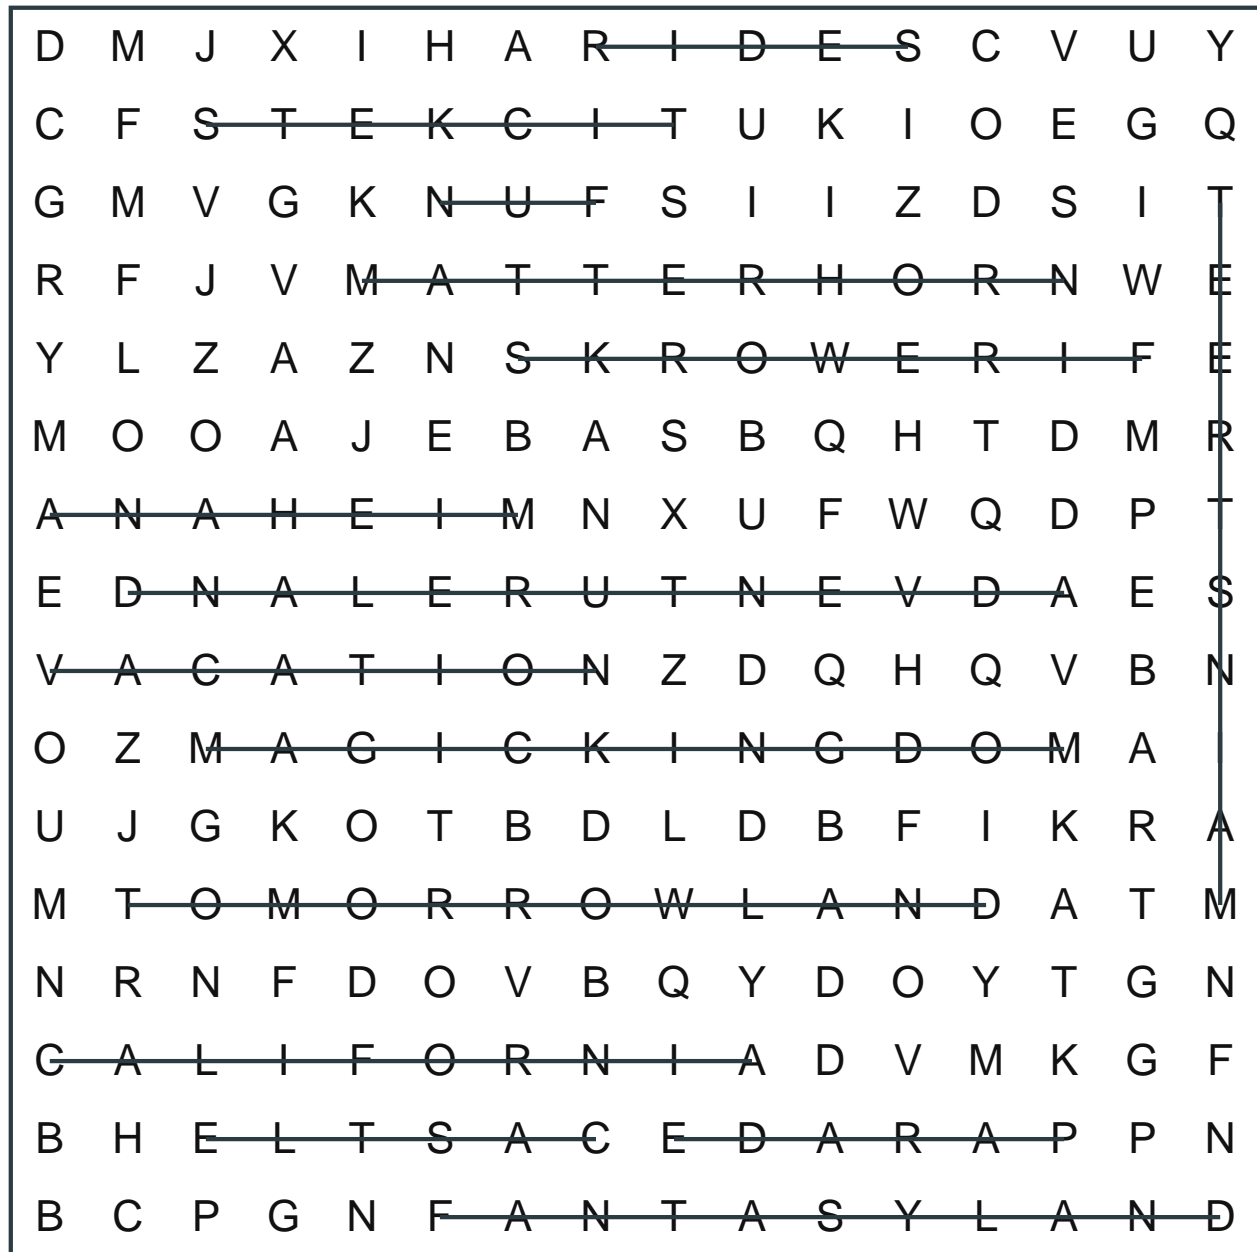 D M J X I H A R I D E S C V U Y
C F S T E K C I T U K I O E G Q
G M V G K N U F S I I Z D S I T
R F J V M A T T E R H O R N W E
Y L Z A Z N S K R O W E R I F E
M O O A J E B A S B Q H T D M R
A N A H E I M N X U F W Q D P T
E D N A L E R U T N E V D A E S
V A C A T I O N Z D Q H Q V B N
O Z M A G I C K I N G D O M A I
U J G K O T B D L D B F I K R A
M T O M O R R O W L A N D A T M
N R N F D O V B Q Y D O Y T G N
C A L I F O R N I A D V M K G F
B H E L T S A C E D A R A P P N
B C P G N F A N T A S Y L A N D